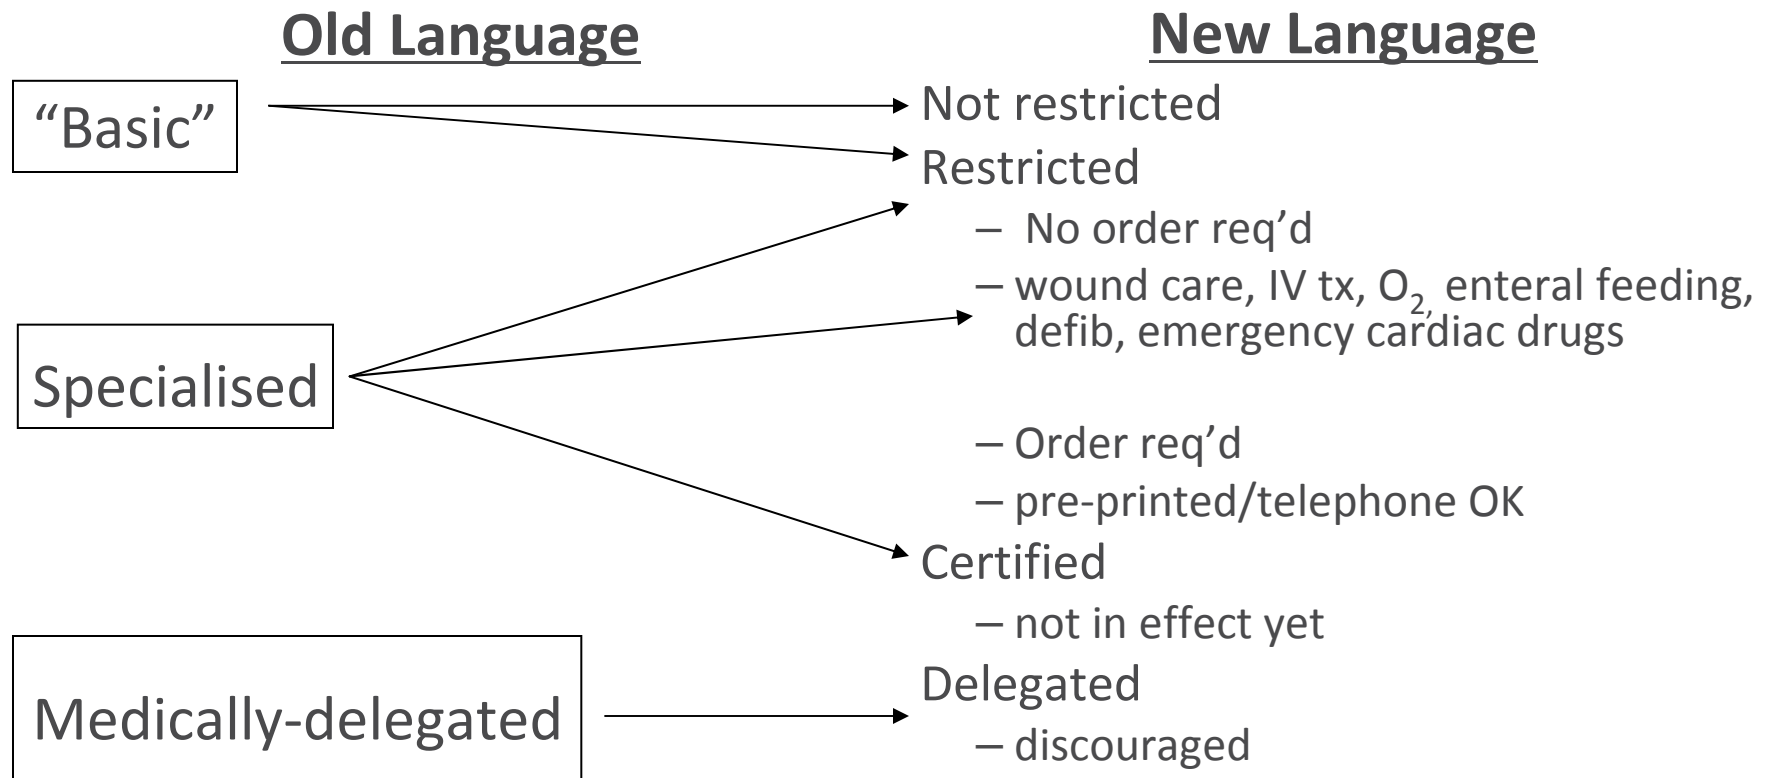 Old Language
New Language
“Basic”
Not restricted
Restricted
– No order req’d
– wound care, IV tx, O2, enteral feeding,
defib, emergency cardiac drugs
Specialised
– Order req’d
– pre-printed/telephone OK
Certified
– not in effect yet
Medically-delegated
Delegated
– discouraged